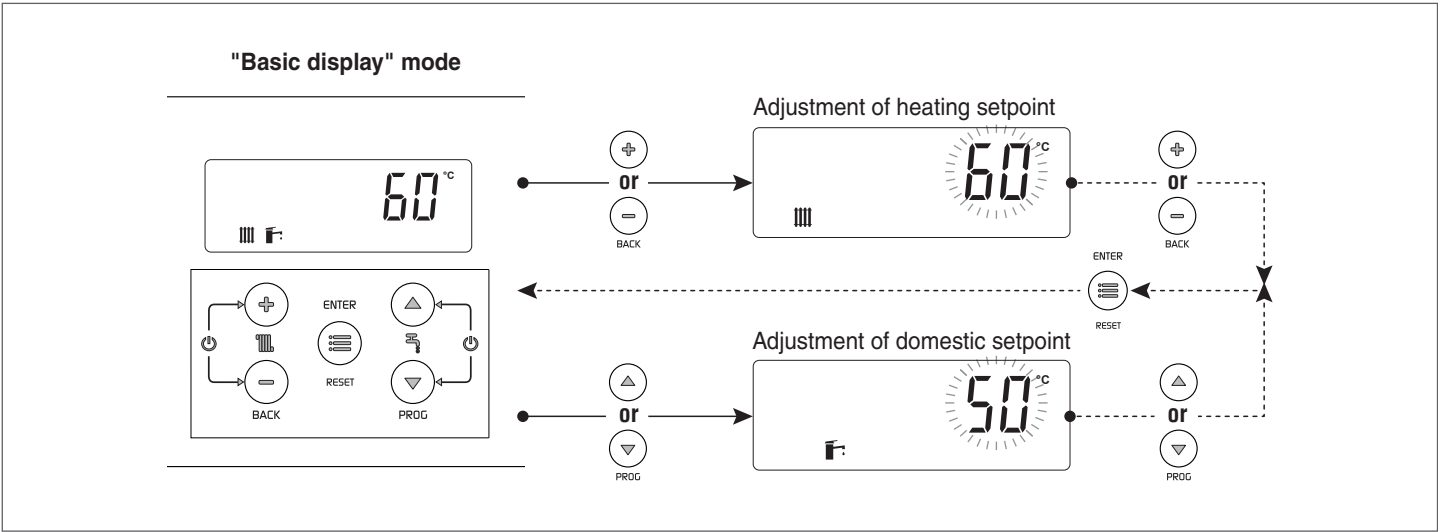 "Basic display" mode
60 °C
ENTER
RESET
BACK
PROG
+
or
−
BACK
Adjustment of heating setpoint
60 °C
+
or
−
BACK
ENTER
RESET
or
PROG
Adjustment of domestic setpoint
50 °C
or
PROG